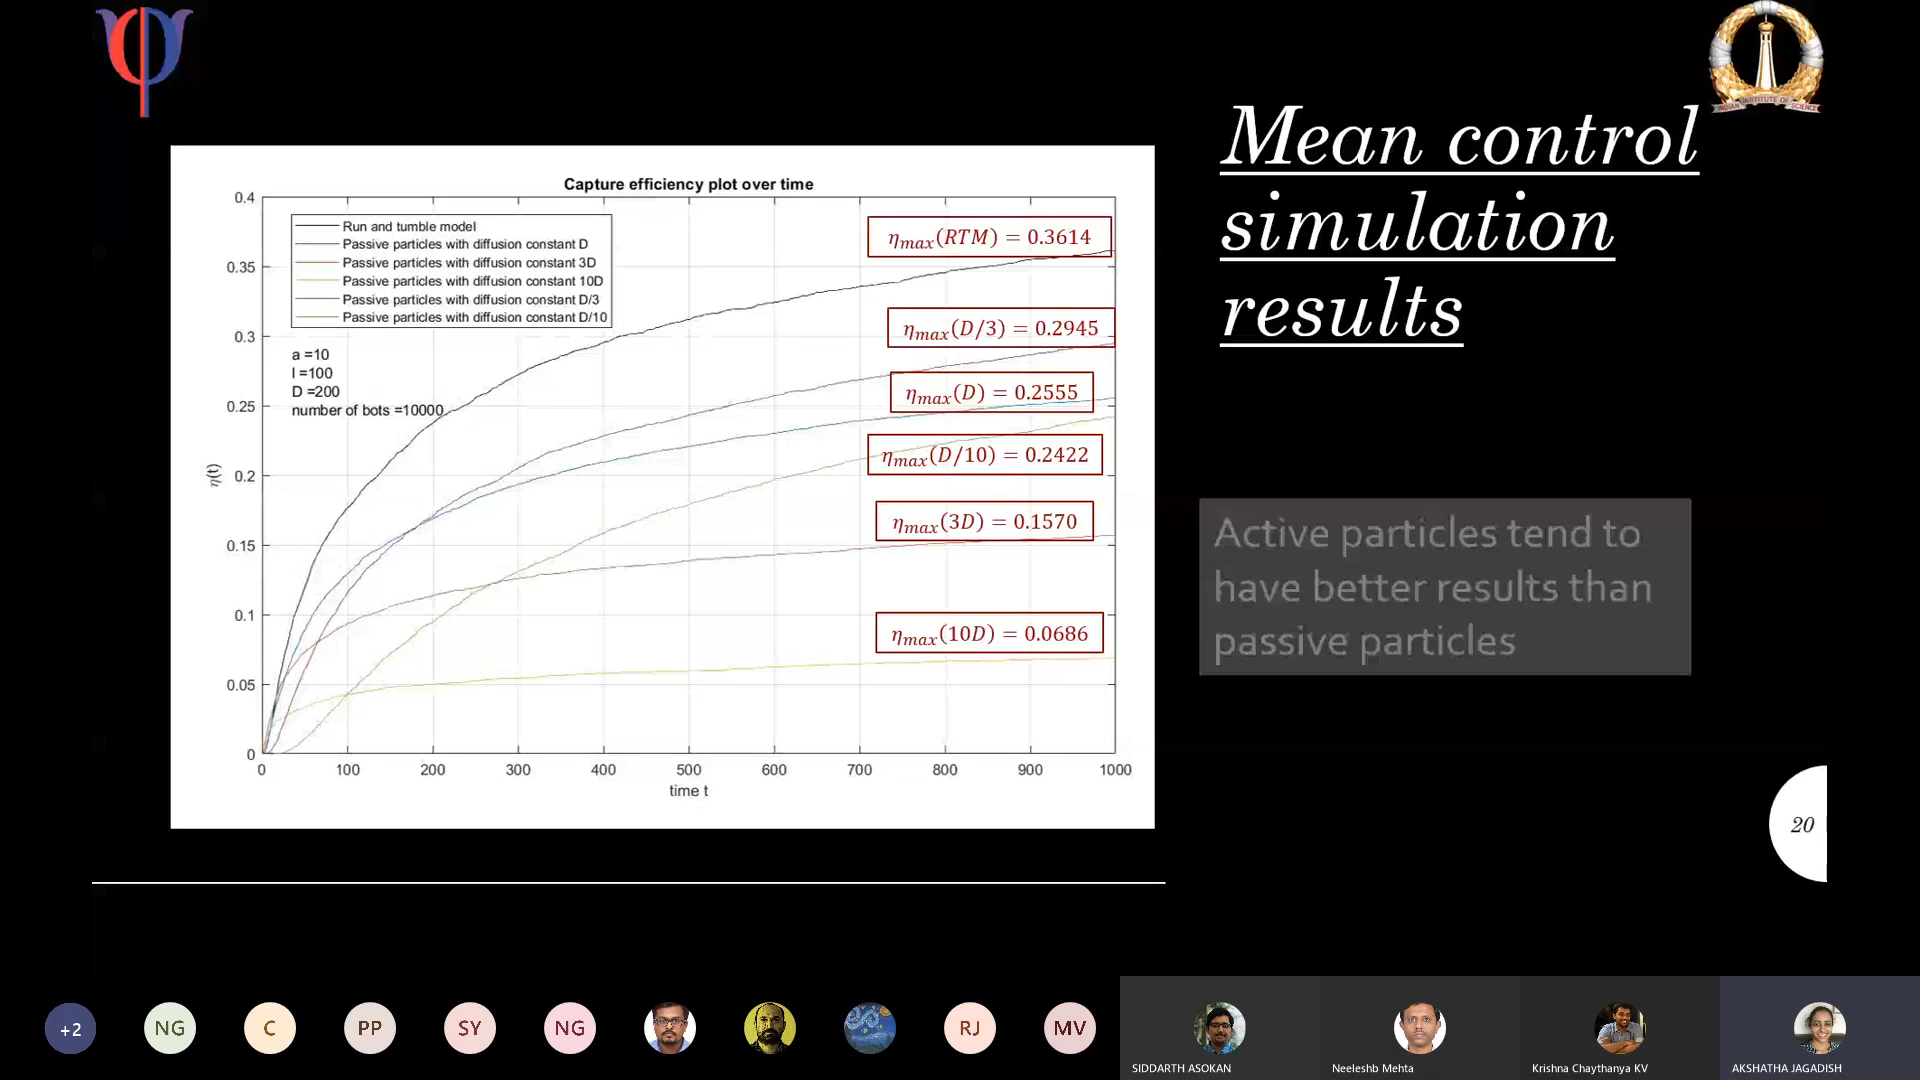 INDIAN INSTITUTE OF SCIENCE
Mean control
simulation
results
Capture efficiency plot over time
Run and tumble model
Passive particles with diffusion constant D
Passive particles with diffusion constant 3D
Passive particles with diffusion constant 10D
Passive particles with diffusion constant D/3
Passive particles with diffusion constant D/10
a =10
l =100
D =200
number of bots =10000
0.4
0.35
0.3
0.25
0.2
0.15
0.1
0.05
0
η(t)
0 100 200 300 400 500 600 700 800 900 1000
time t
ηmax(RTM) = 0.3614
ηmax(D/3) = 0.2945
ηmax(D) = 0.2555
ηmax(D/10) = 0.2422
ηmax(3D) = 0.1570
ηmax(10D) = 0.0686
Active particles tend to
have better results than
passive particles
20
+2 NG C PP SY NG RJ MV
SIDDARTH ASOKAN
Neeleshb Mehta
Krishna Chaythanya KV
AKSHATHA JAGADISH